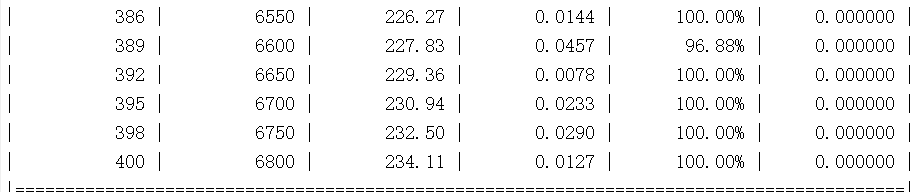 | 386 | 6550 | 226.27 | 0.0144 | 100.00% | 0.000000 |
| 389 | 6600 | 227.83 | 0.0457 | 96.88% | 0.000000 |
| 392 | 6650 | 229.36 | 0.0078 | 100.00% | 0.000000 |
| 395 | 6700 | 230.94 | 0.0233 | 100.00% | 0.000000 |
| 398 | 6750 | 232.50 | 0.0290 | 100.00% | 0.000000 |
| 400 | 6800 | 234.11 | 0.0127 | 100.00% | 0.000000 |
|=========================================================================================|